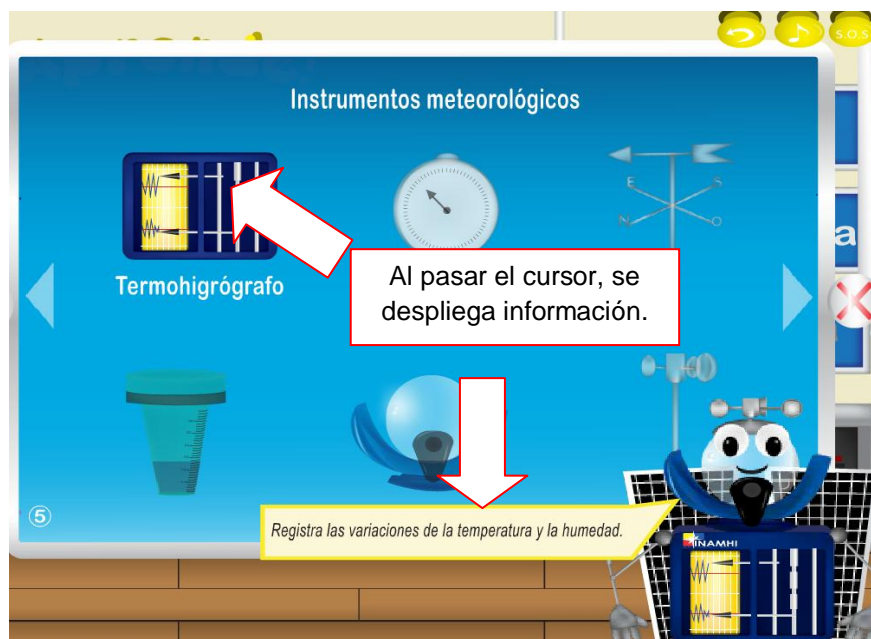 S.O.S
Instrumentos meteorológicos
E
S
N
O
Termohigrógrafo
Al pasar el cursor, se
despliega información.
a
5
Registra las variaciones de la temperatura y la humedad.
INAMHI